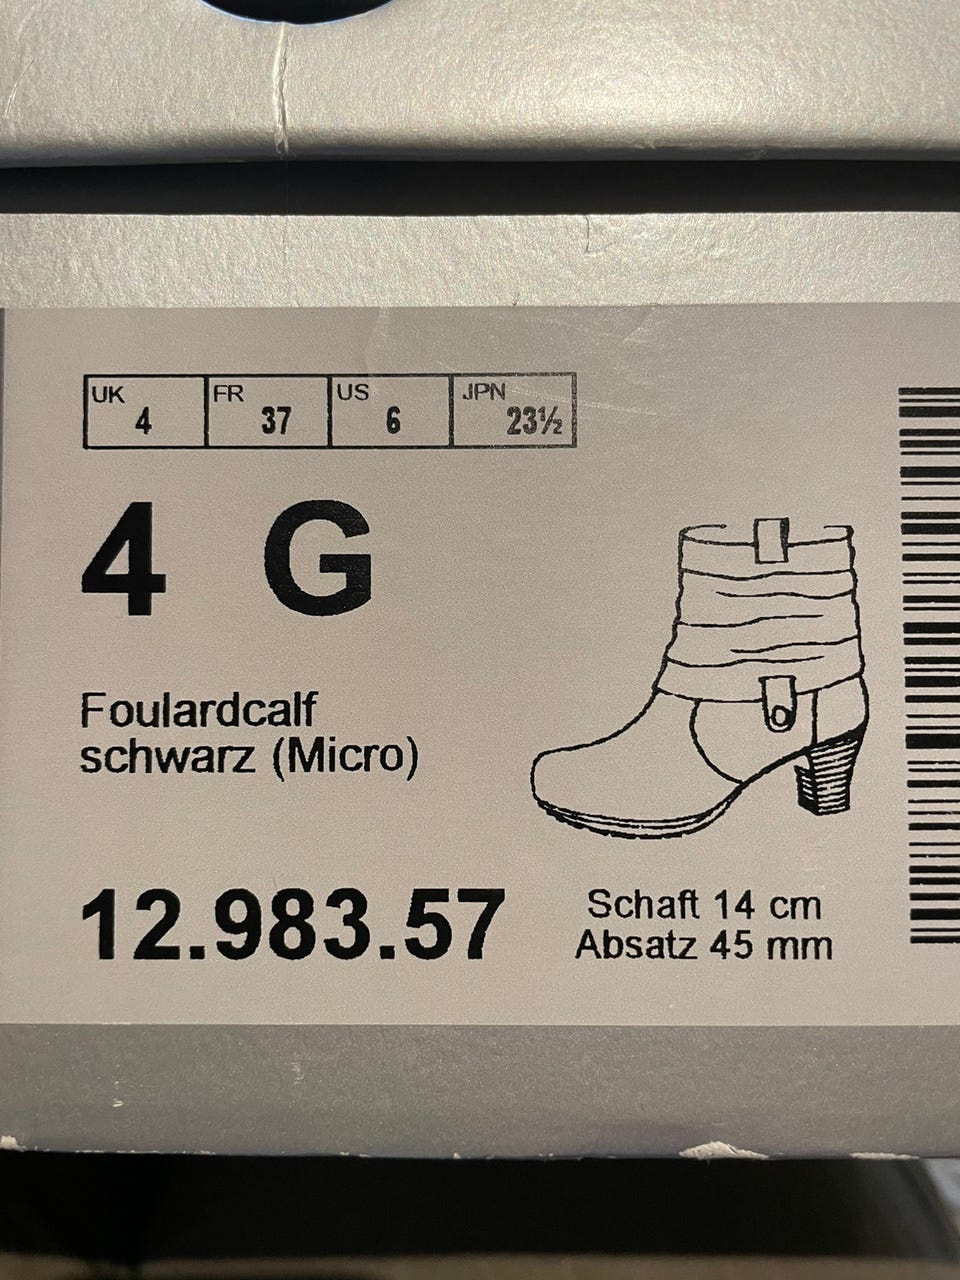 UK FR US JPN
4 37 6 23½
4 G
Foulardcalf
schwarz (Micro)
12.983.57
Schaft 14 cm
Absatz 45 mm